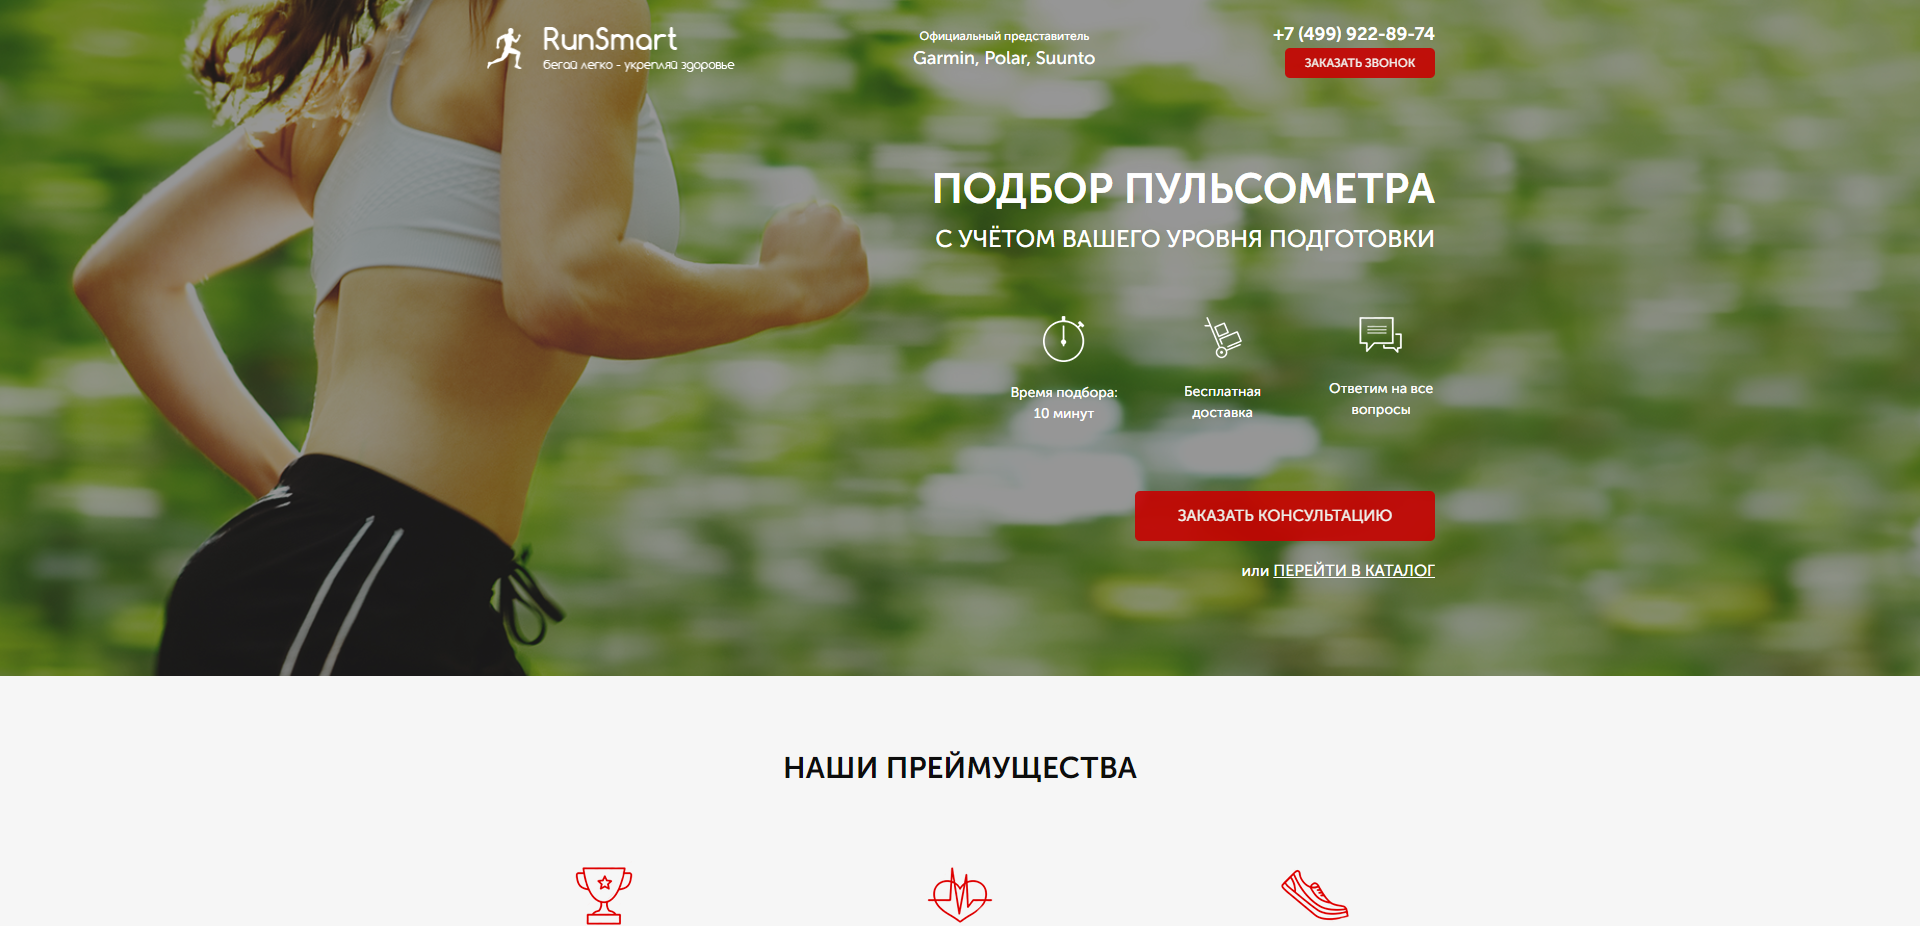 RunSmart
бегай легко - укрепляй здоровье
Официальный представитель
Garmin, Polar, Suunto
+7 (499) 922-89-74
ЗАКАЗАТЬ ЗВОНОК
ПОДБОР ПУЛЬСОМЕТРА
С УЧЁТОМ ВАШЕГО УРОВНЯ ПОДГОТОВКИ
Время подбора:
10 минут
Бесплатная
доставка
Ответим на все
вопросы
ЗАКАЗАТЬ КОНСУЛЬТАЦИЮ
или ПЕРЕЙТИ В КАТАЛОГ
НАШИ ПРЕЙМУЩЕСТВА